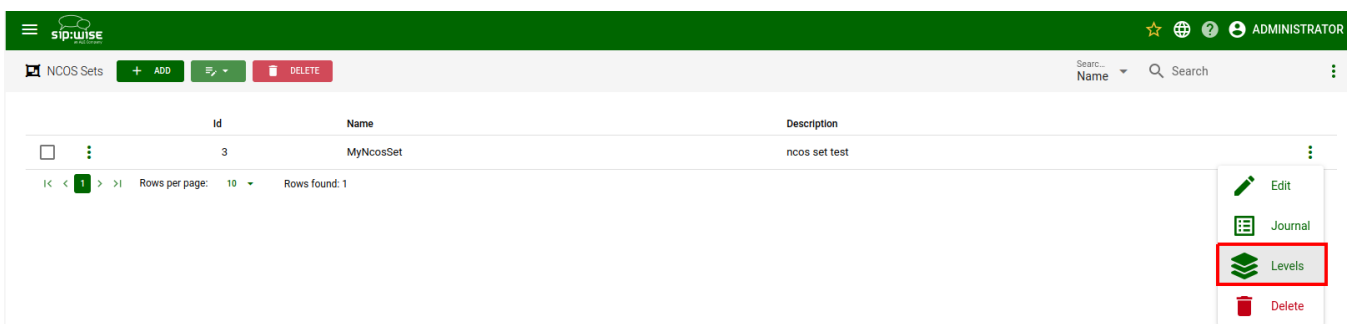 sip:wise
ADMINISTRATOR
NCOS Sets + ADD DELETE Searc... Name Search
Id Name Description
3 MyNcosSet ncos set test
1 Rows per page: 10 Rows found: 1
Edit
Journal
Levels
Delete